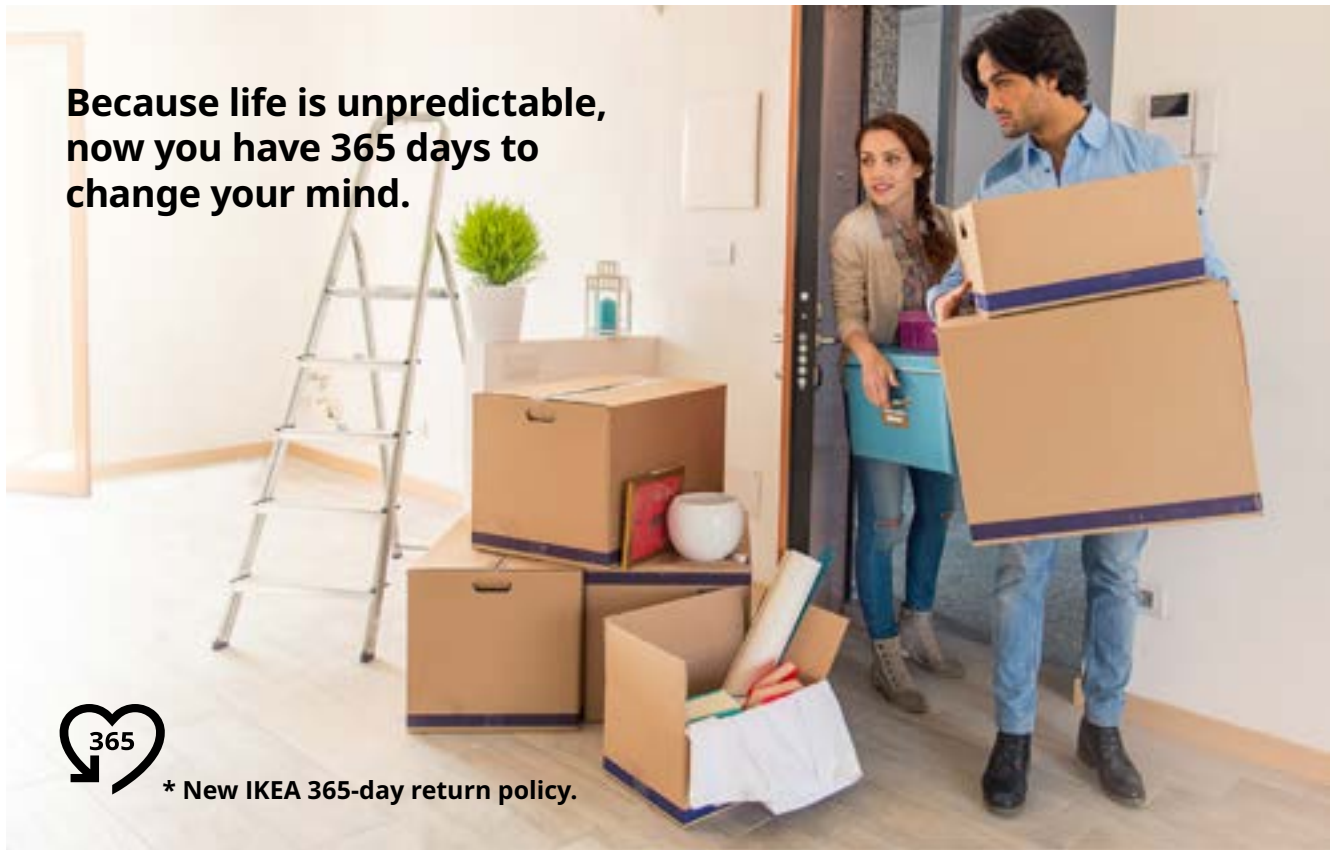 Because life is unpredictable,
now you have 365 days to
change your mind.
365
* New IKEA 365-day return policy.